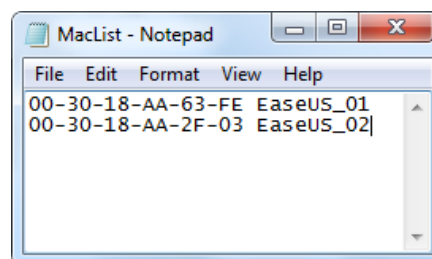 MacList - Notepad
File Edit Format View Help
00-30-18-AA-63-FE EaseUS_01
00-30-18-AA-2F-03 EaseUS_02